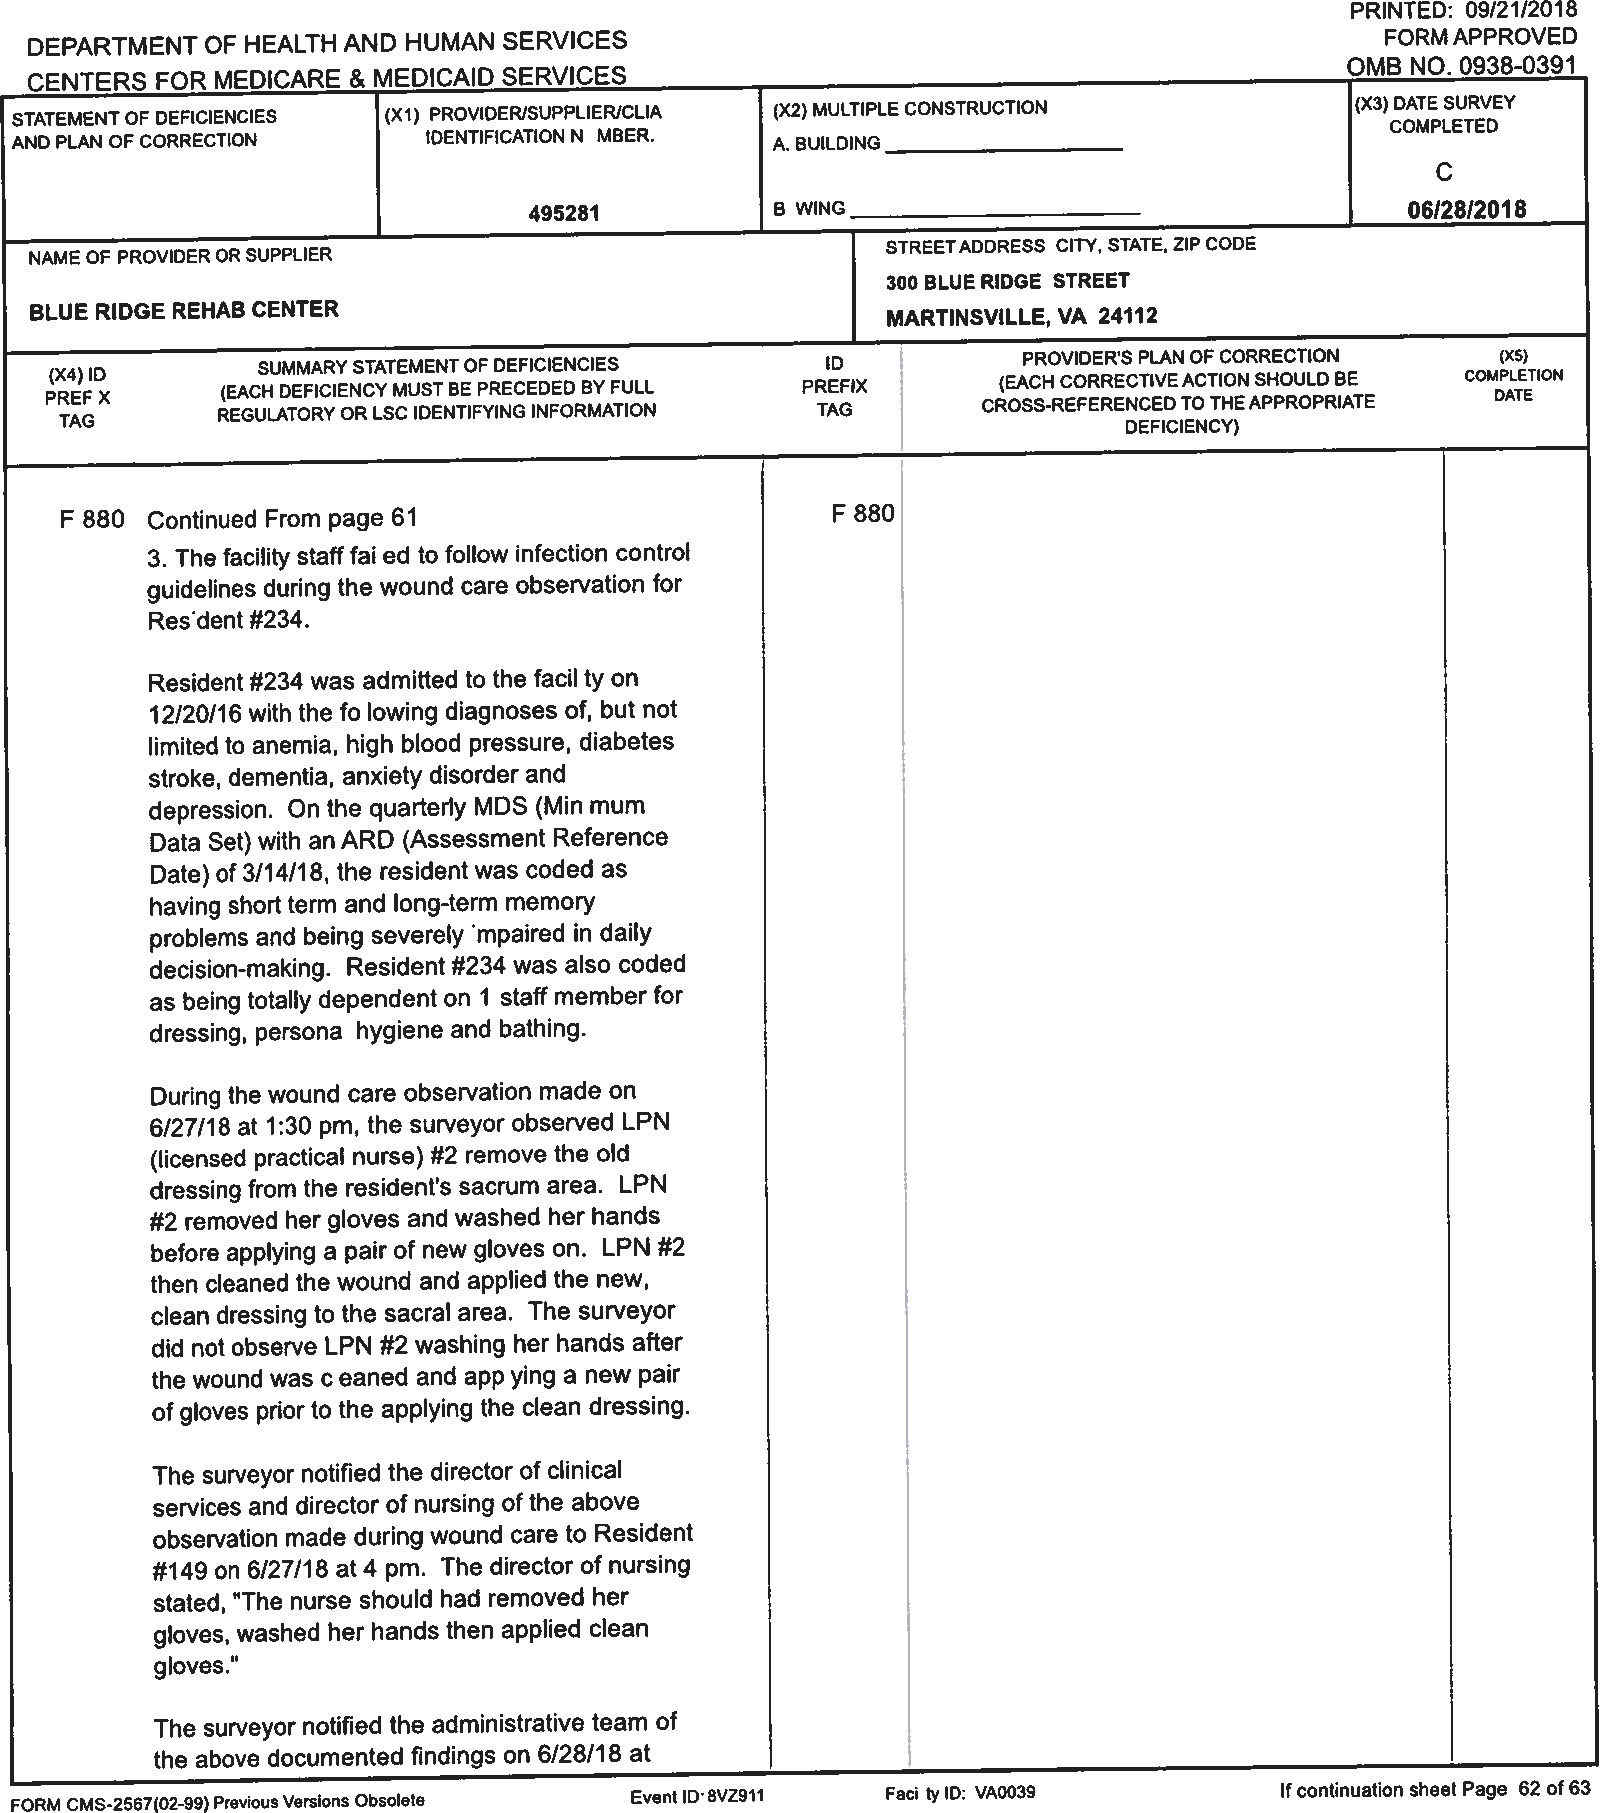 PRINTED: 09/21/2018
DEPARTMENT OF HEALTH AND HUMAN SERVICES
FORM APPROVED
CENTERS FOR MEDICARE & MEDICAID SERVICES
OMB NO. 0938-0391
STATEMENT OF DEFICIENCIES
AND PLAN OF CORRECTION
(X1) PROVIDER/SUPPLIER/CLIA
IDENTIFICATION N MBER.
495281
(X2) MULTIPLE CONSTRUCTION
A. BUILDING
B WING
(X3) DATE SURVEY
COMPLETED
C
06/28/2018
NAME OF PROVIDER OR SUPPLIER
BLUE RIDGE REHAB CENTER
STREET ADDRESS CITY, STATE, ZIP CODE
300 BLUE RIDGE STREET
MARTINSVILLE, VA 24112
(X4) ID
PREF X
TAG
SUMMARY STATEMENT OF DEFICIENCIES
(EACH DEFICIENCY MUST BE PRECEDED BY FULL
REGULATORY OR LSC IDENTIFYING INFORMATION
ID
PREFIX
TAG
PROVIDER'S PLAN OF CORRECTION
(EACH CORRECTIVE ACTION SHOULD BE
CROSS-REFERENCED TO THE APPROPRIATE
DEFICIENCY)
(X5)
COMPLETION
DATE
F 880 Continued From page 61
F 880
3. The facility staff fai ed to follow infection control
guidelines during the wound care observation for
Res dent #234.
Resident #234 was admitted to the facil ty on
12/20/16 with the fo lowing diagnoses of, but not
limited to anemia, high blood pressure, diabetes
stroke, dementia, anxiety disorder and
depression. On the quarterly MDS (Min mum
Data Set) with an ARD (Assessment Reference
Date) of 3/14/18, the resident was coded as
having short term and long-term memory
problems and being severely mpaired in daily
decision-making. Resident #234 was also coded
as being totally dependent on 1 staff member for
dressing, persona hygiene and bathing.
During the wound care observation made on
6/27/18 at 1:30 pm, the surveyor observed LPN
(licensed practical nurse) #2 remove the old
dressing from the resident's sacrum area. LPN
#2 removed her gloves and washed her hands
before applying a pair of new gloves on. LPN #2
then cleaned the wound and applied the new,
clean dressing to the sacral area. The surveyor
did not observe LPN #2 washing her hands after
the wound was c eaned and app ying a new pair
of gloves prior to the applying the clean dressing.
The surveyor notified the director of clinical
services and director of nursing of the above
observation made during wound care to Resident
#149 on 6/27/18 at 4 pm. The director of nursing
stated, "The nurse should had removed her
gloves, washed her hands then applied clean
gloves."
The surveyor notified the administrative team of
the above documented findings on 6/28/18 at
FORM CMS-2567(02-99) Previous Versions Obsolete
Event ID: 8VZ911
Faci ty ID: VA0039
If continuation sheet Page 62 of 63